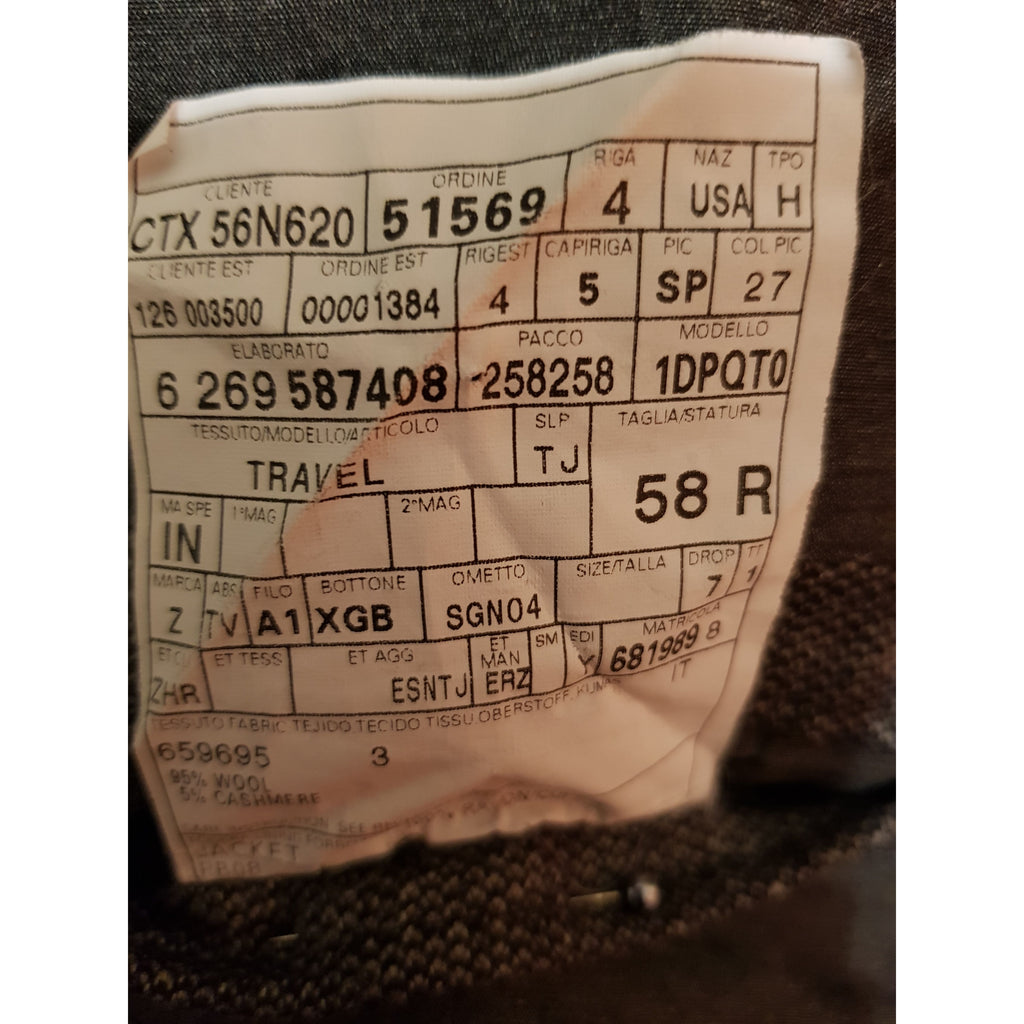 CLIENTE ORDINE RIGA NAZ TPO
CTX 56N620 51569 4 USA H
CLIENTE EST ORDINE EST RIGEST CAPIRIGA PIC COL PIC
126 003500 00001384 4 5 SP 27
ELABORATO PACCO MODELLO
6 269 587408 -258258 1DPQT0
TESSUTO/MODELLO/ARTICOLO SLP TAGLIA/STATURA
TRAVEL TJ 58 R
MA SPE 1°MAG 2°MAG
IN
MARCA ABS FILO BOTTONE OMETTO SIZE/TALLA DROP TT
Z TV A1 XGB SGN04 7 1
ET CU ET TESS ET AGG ET MAN SM EDI MATRICOLA
ZHR ESNTJ ERZ Y 681989 8
IT
TESSUTO FABRIC TEJIDO TECIDO TISSU OBERSTOFF, KUMAS
659695 3
95% WOOL
5% CASHMERE
SEE
JACKET